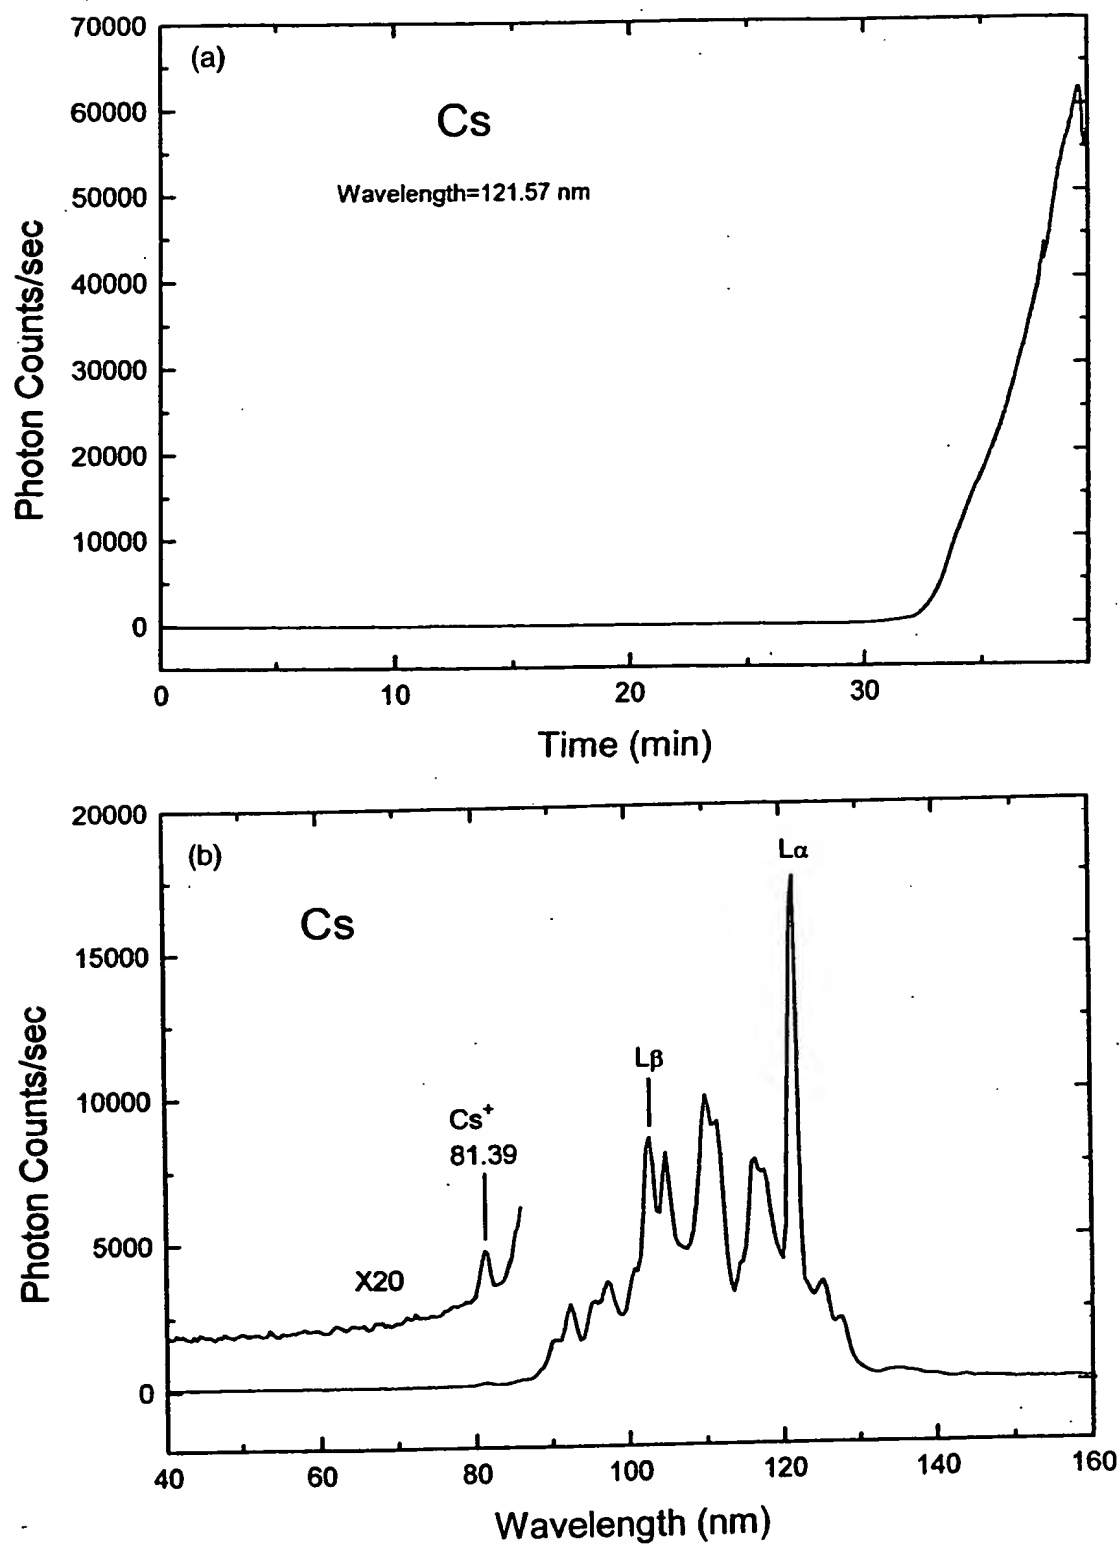 70000
(a)
Cs
Wavelength=121.57 nm
60000
50000
40000
30000
20000
10000
0
Photon Counts/sec
0 10 20 30
Time (min)
20000
(b)
Cs
Lα
15000
Lβ
10000
Cs+
81.39
5000
X20
0
Photon Counts/sec
40 60 80 100 120 140 160
Wavelength (nm)